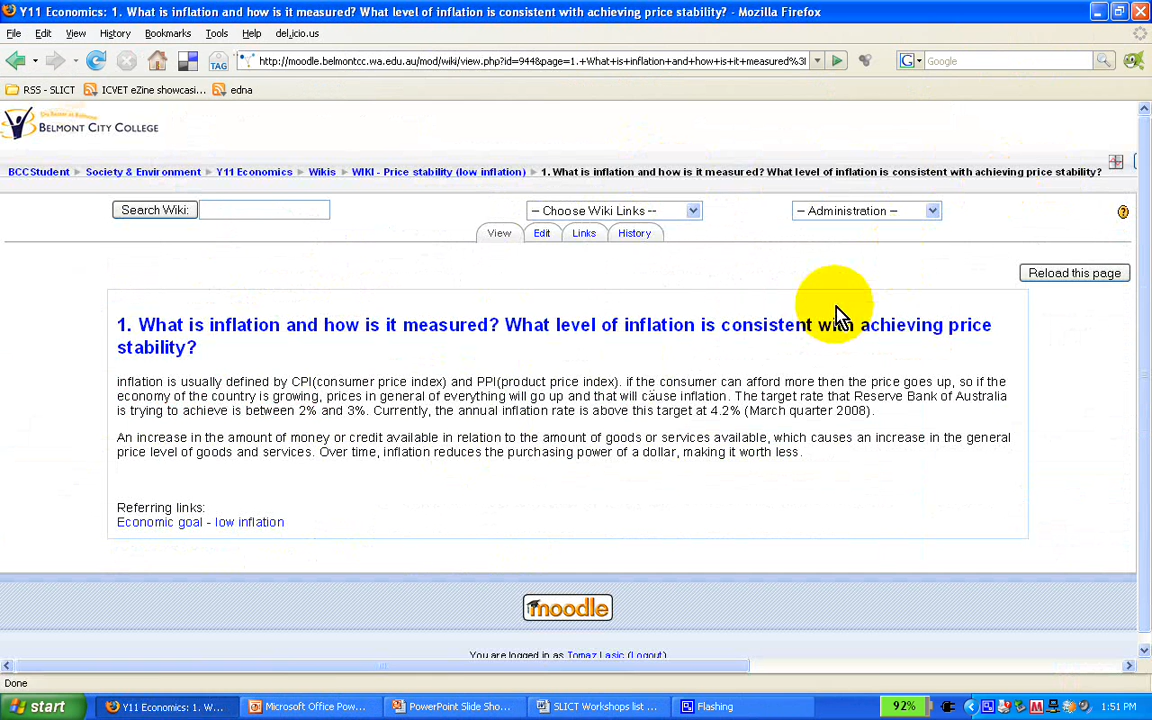 Y11 Economics: 1. What is inflation and how is it measured? What level of inflation is consistent with achieving price stability? - Mozilla Firefox
File Edit View History Bookmarks Tools Help del.icio.us
TAG http://moodle.belmontcc.wa.edu.au/mod/wiki/view.php?id=944&page=1.+What+is+inflation+and+how+is+it+measured%3 G Google
RSS - SLICT ICVET eZine showcasi... edna
BELMONT CITY COLLEGE
BCCStudent ► Society & Environment ► Y11 Economics ► Wikis ► WIKI - Price stability (low inflation) ► 1. What is inflation and how is it measured? What level of inflation is consistent with achieving price stability?
Search Wiki: -- Choose Wiki Links -- -- Administration --
View Edit Links History
Reload this page
1. What is inflation and how is it measured? What level of inflation is consistent with achieving price
stability?
inflation is usually defined by CPI(consumer price index) and PPI(product price index). if the consumer can afford more then the price goes up, so if the
economy of the country is growing, prices in general of everything will go up and that will cause inflation. The target rate that Reserve Bank of Australia
is trying to achieve is between 2% and 3%. Currently, the annual inflation rate is above this target at 4.2% (March quarter 2008).
An increase in the amount of money or credit available in relation to the amount of goods or services available, which causes an increase in the general
price level of goods and services. Over time, inflation reduces the purchasing power of a dollar, making it worth less.
Referring links:
Economic goal - low inflation
moodle
You are logged in as Tomaz Lasic (Logout)
Done
start Y11 Economics: 1. W... Microsoft Office Pow... PowerPoint Slide Sho... SLICT Workshops list ... Flashing 92% 1:51 PM